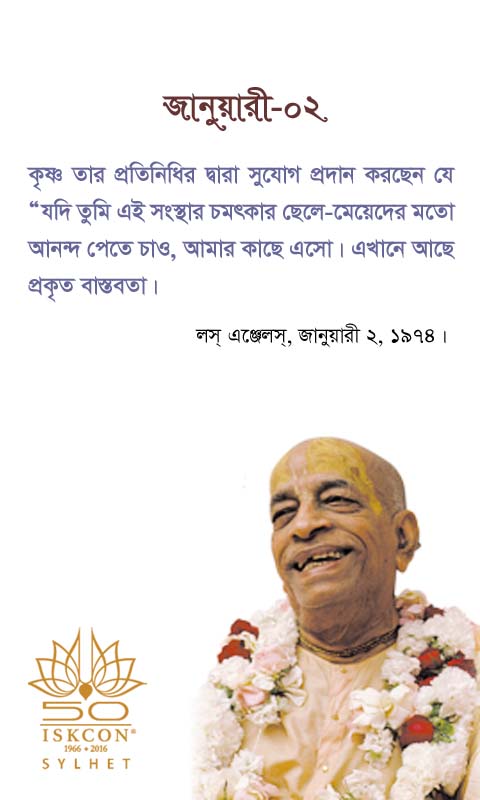 জানুয়ারী-০২
কৃষ্ণ তার প্রতিনিধির দ্বারা সুযোগ প্রদান করছেন যে
“যদি তুমি এই সংস্থার চমৎকার ছেলে-মেয়েদের মতো
আনন্দ পেতে চাও, আমার কাছে এসো। এখানে আছে
প্রকৃত বাস্তবতা।
লস্ এঞ্জেলস্, জানুয়ারী ২, ১৯৭৪।
50
ISKCON®
1966 • 2016
SYLHET